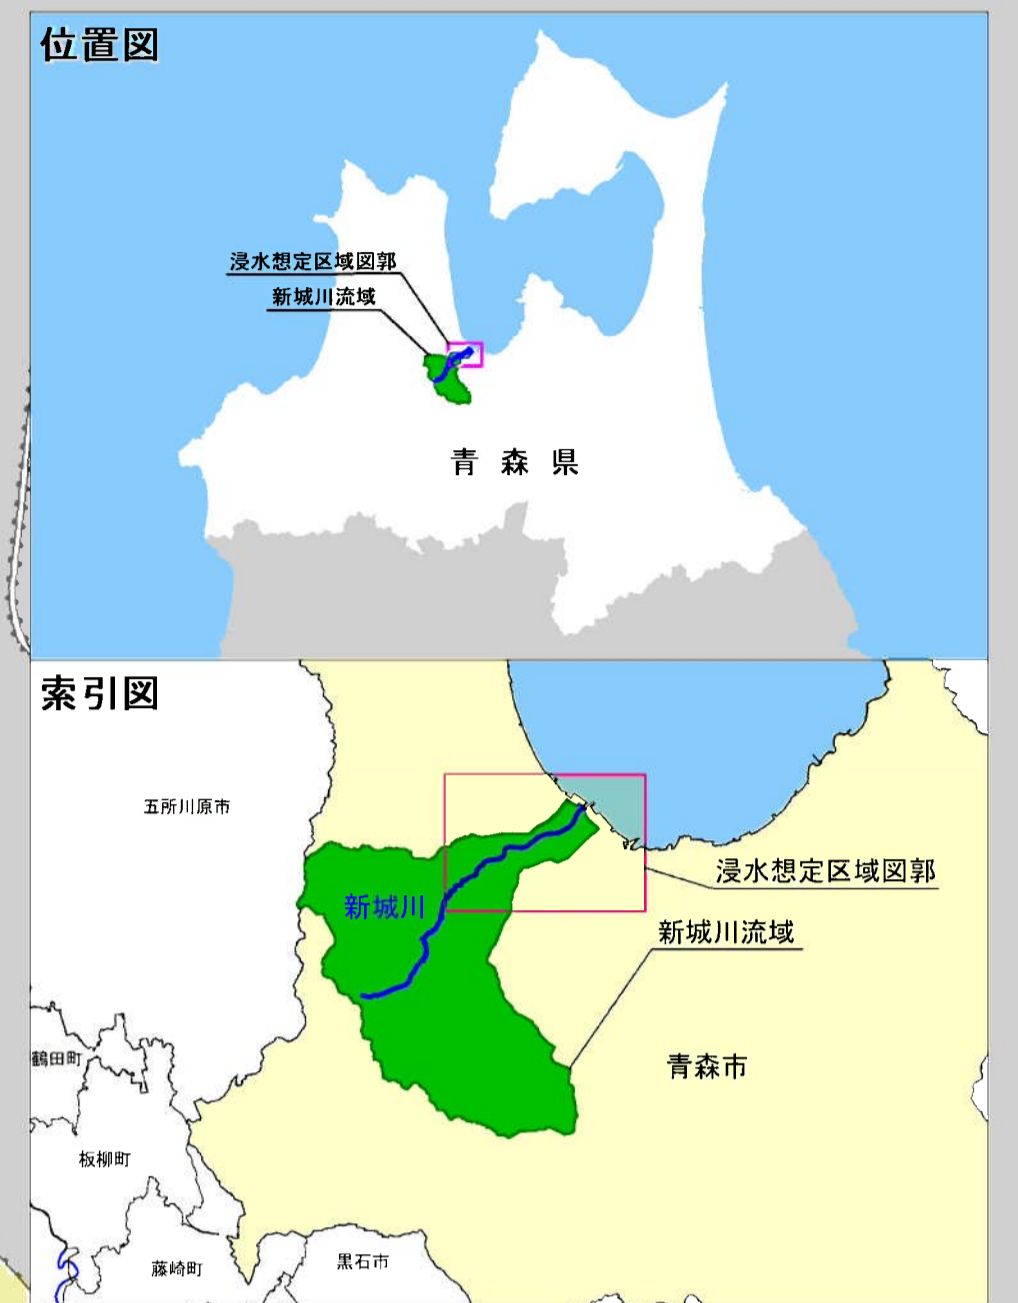 位置図
浸水想定区域図郭
新城川流域
青森県
索引図
五所川原市
浸水想定区域図郭
新城川
新城川流域
鶴田町
青森市
板柳町
藤崎町
黒石市